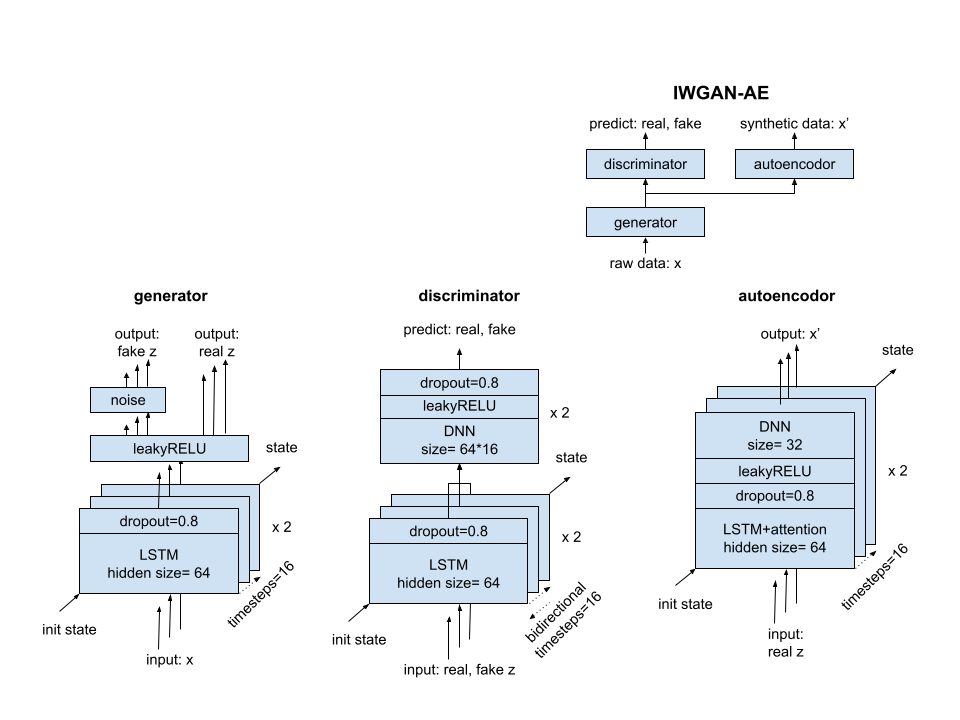 IWGAN-AE
predict: real, fake
synthetic data: x’
discriminator
autoencodor
generator
raw data: x
generator
output:
fake z
output:
real z
noise
leakyRELU
state
dropout=0.8
LSTM
hidden size= 64
x 2
timesteps=16
init state
input: x
discriminator
predict: real, fake
dropout=0.8
leakyRELU
DNN
size= 64*16
x 2
state
dropout=0.8
LSTM
hidden size= 64
x 2
bidirectional
timesteps=16
init state
input: real, fake z
autoencodor
output: x’
state
DNN
size= 32
leakyRELU
dropout=0.8
LSTM+attention
hidden size= 64
x 2
timesteps=16
init state
input:
real z